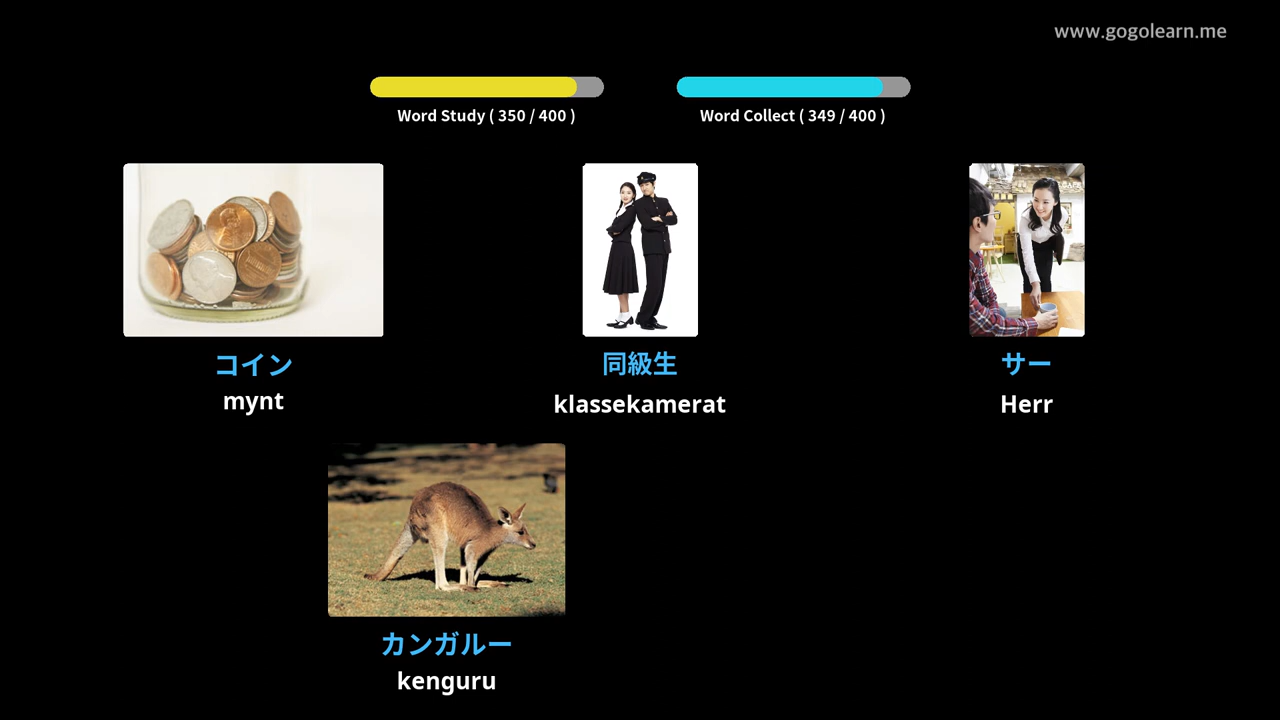 www.gogolearn.me
Word Study ( 350 / 400 )
Word Collect ( 349 / 400 )
コイン
mynt
同級生
klassekamerat
サー
Herr
カンガルー
kenguru